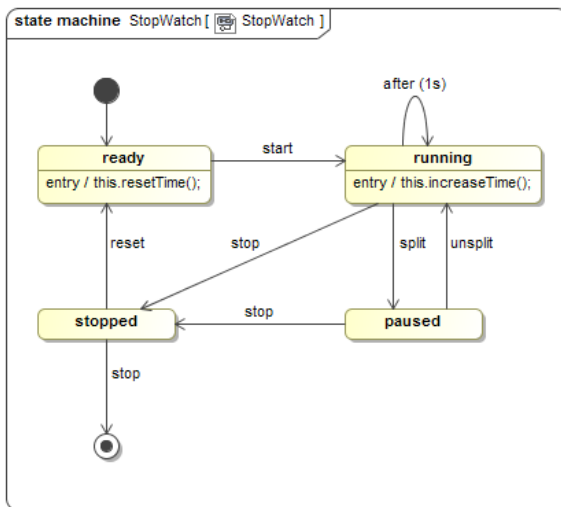 state machine StopWatch [ StopWatch ]
after (1s)
ready
start
running
entry / this.resetTime();
entry / this.increaseTime();
reset
stop
split
unsplit
stopped
stop
paused
stop